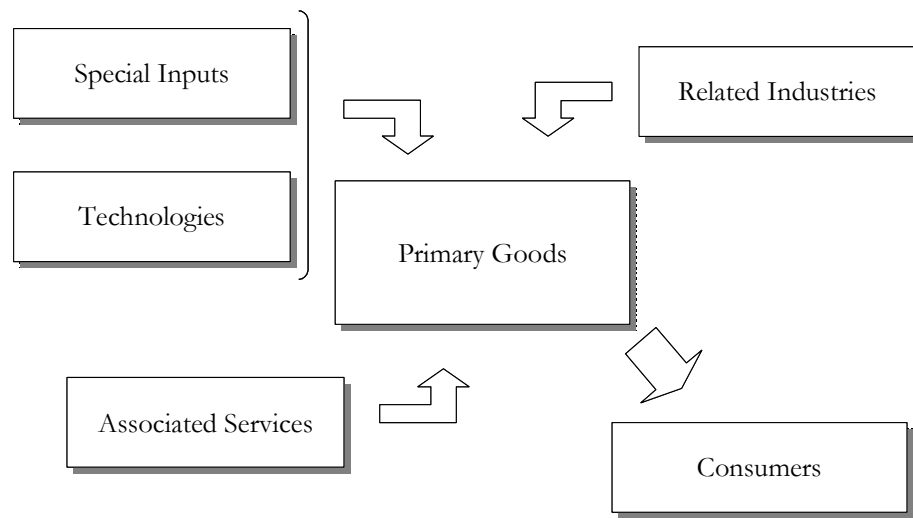 Special Inputs
Related Industries
Technologies
Primary Goods
Associated Services
Consumers